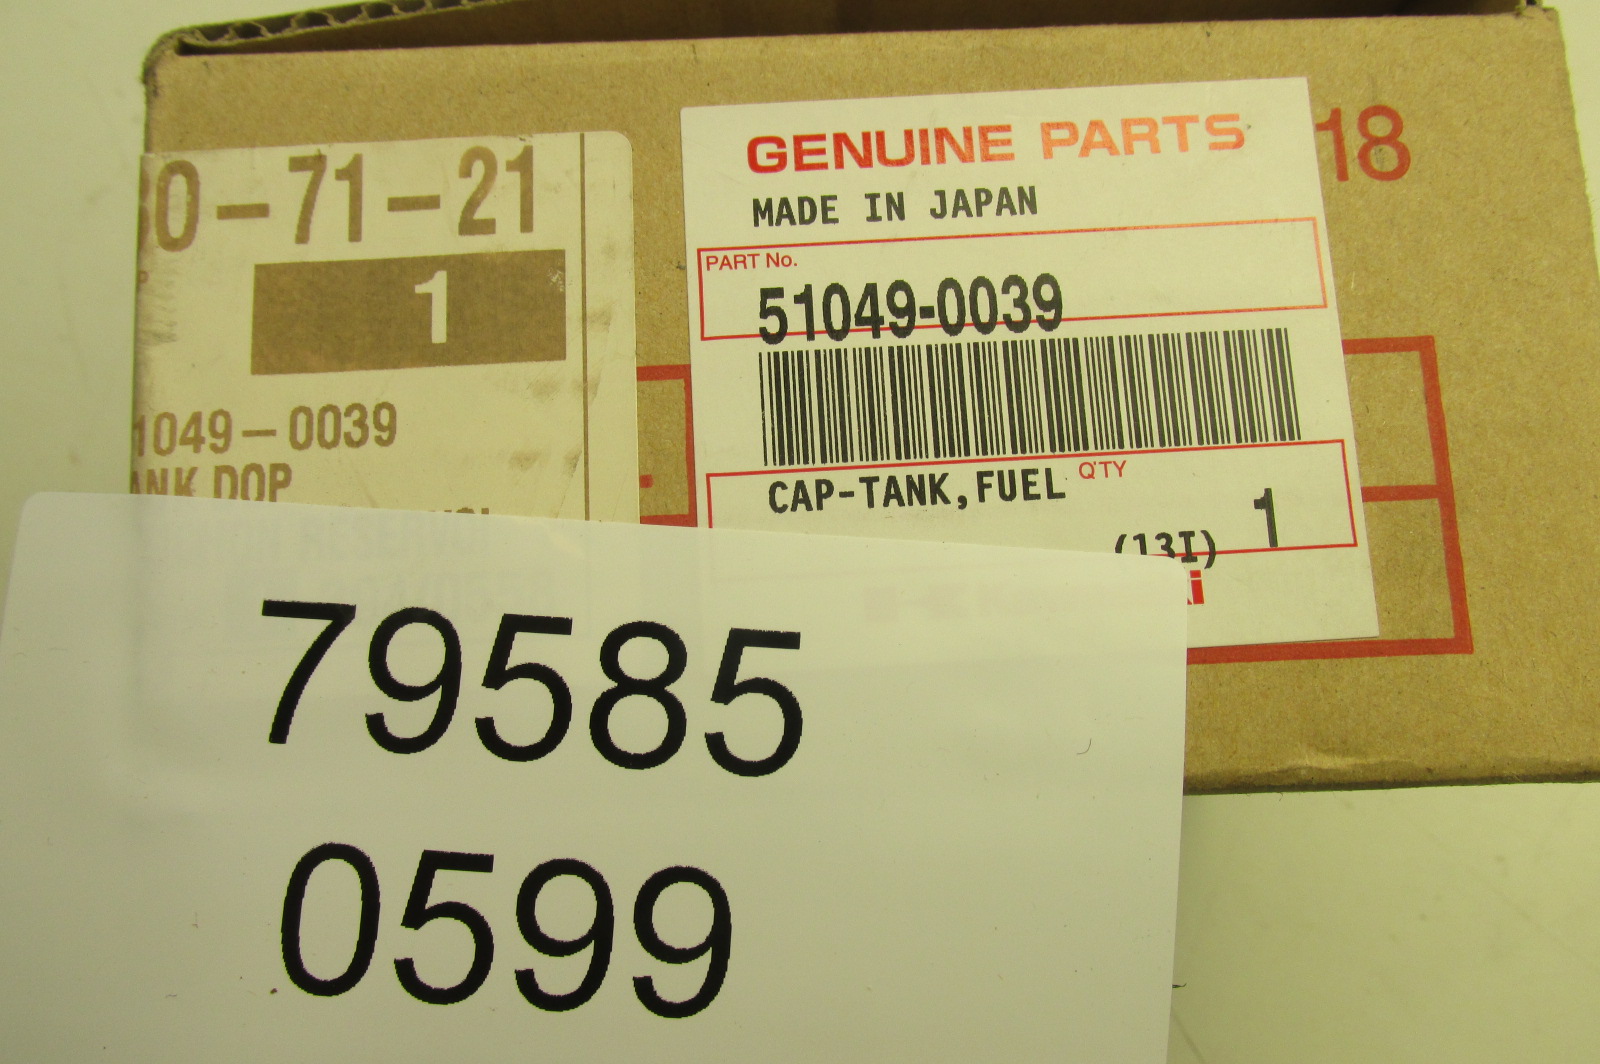 GENUINE PARTS
18
MADE IN JAPAN
PART No.
51049-0039
CAP-TANK,FUEL
Q'TY
1
(13I)
0-71-21
1
1049-0039
ANK DOP
79585
0599